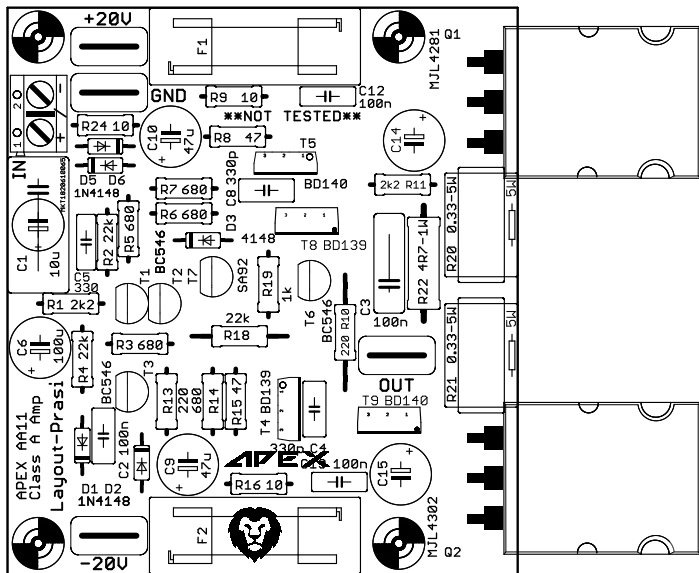 +20V
F1
Q1
MJL4281
GND
R9 10
C12
100n
**NOT TESTED**
IN
1 2
+ / -
R24 10
C10
47u
R8 47
T5
C14
D5 D6
1N4148
MKT1820610065
330p
C8
BD140
2k2 R11
R7 680
R6 680
D3
4148
T8 BD139
C1
10u
C5
330
R2 22k
R5 680
BC546
T1
T2
T7
SA92
R19
1k
T6
BC546
C3
100n
R22 4R7-1W
R20 0.33-5W
5W
R1 2k2
C6
100u
R4 22k
R3 680
22k
R18
220 R10
R21 0.33-5W
5W
OUT
T3
BC546
R13
220
680
R14
R15 47
T4 BD139
T9 BD140
3 2 1
330p C4
APEX AA11
Class A Amp
Layout-Prasi
C2 100n
C9
47u
APEX
C13 100n
C15
D1 D2
1N4148
R16 10
MJL4302
F2
Q2
-20V